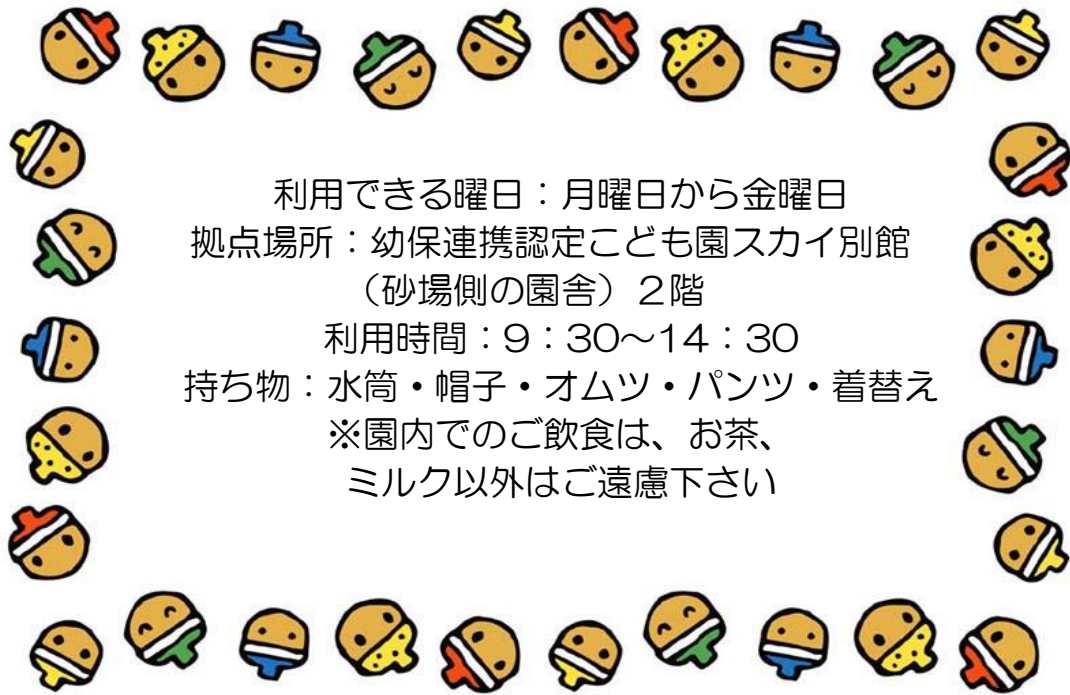 利用できる曜日：月曜日から金曜日
拠点場所：幼保連携認定こども園スカイ別館
（砂場側の園舎）２階
利用時間：9：30〜14：30
持ち物：水筒・帽子・オムツ・パンツ・着替え
※園内でのご飲食は、お茶、
ミルク以外はご遠慮下さい